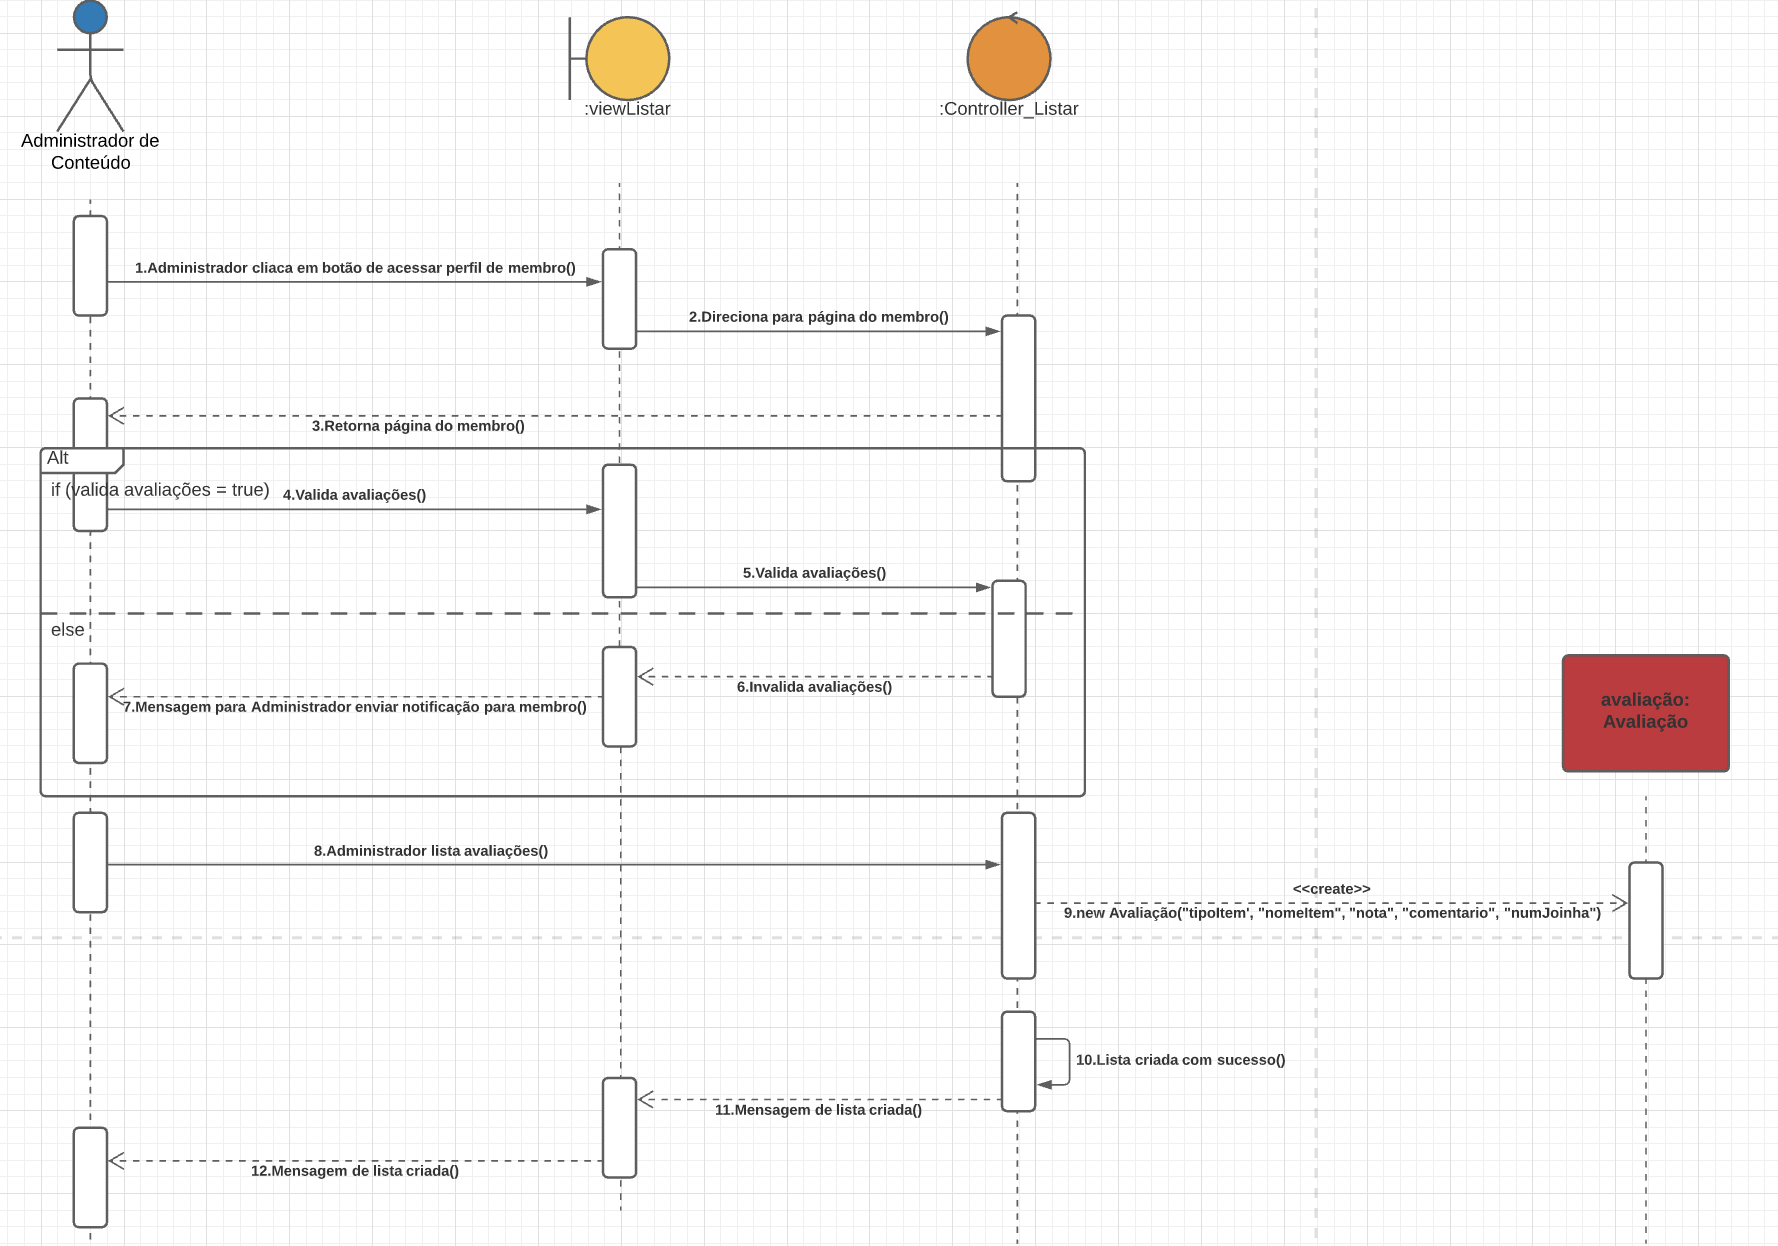 :viewListar
:Controller_Listar
Administrador de
Conteúdo
1.Administrador cliaca em botão de acessar perfil de membro()
2.Direciona para página do membro()
3.Retorna página do membro()
Alt
if (valida avaliações = true)
4.Valida avaliações()
5.Valida avaliações()
else
6.Invalida avaliações()
7.Mensagem para Administrador enviar notificação para membro()
avaliação:
Avaliação
8.Administrador lista avaliações()
<<create>>
9.new Avaliação("tipoItem', "nomeItem", "nota", "comentario", "numJoinha")
10.Lista criada com sucesso()
11.Mensagem de lista criada()
12.Mensagem de lista criada()